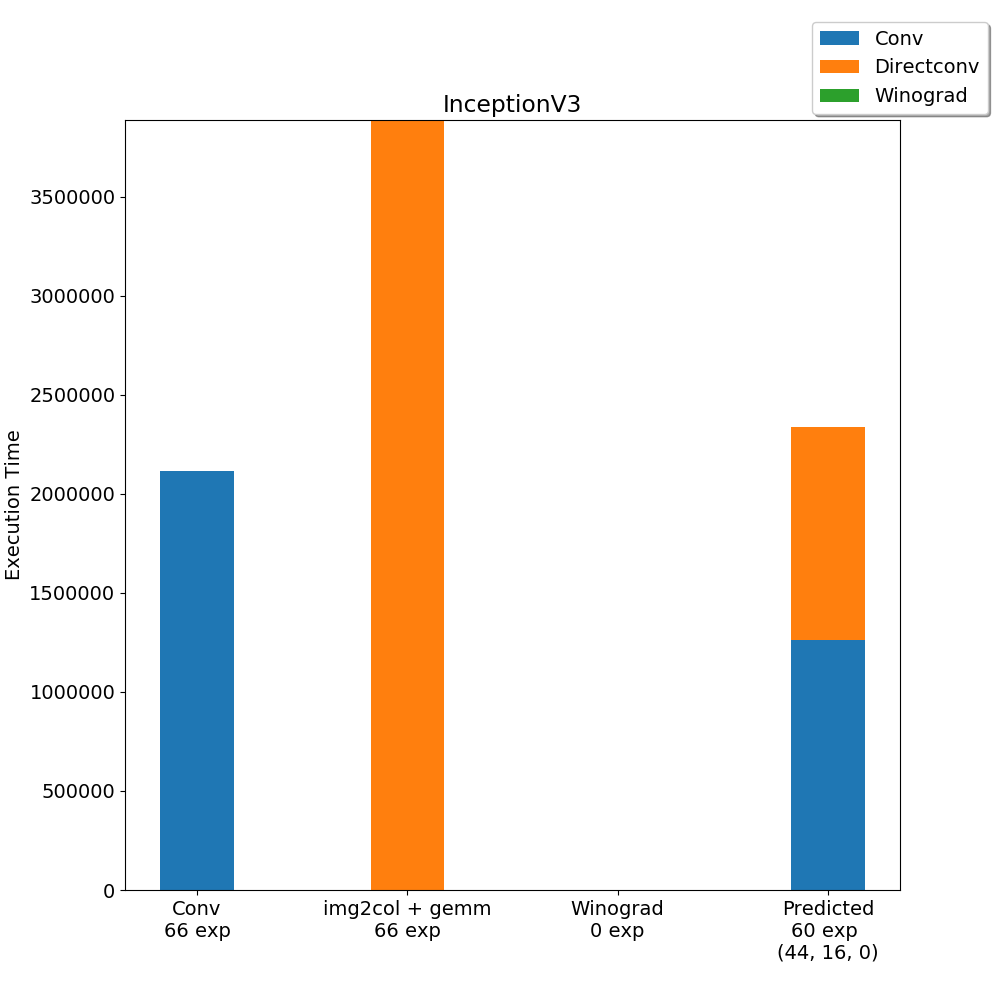 Conv
Directconv
Winograd
InceptionV3
Execution Time
3500000
3000000
2500000
2000000
1500000
1000000
500000
0
Conv
66 exp
img2col + gemm
66 exp
Winograd
0 exp
Predicted
60 exp
(44, 16, 0)